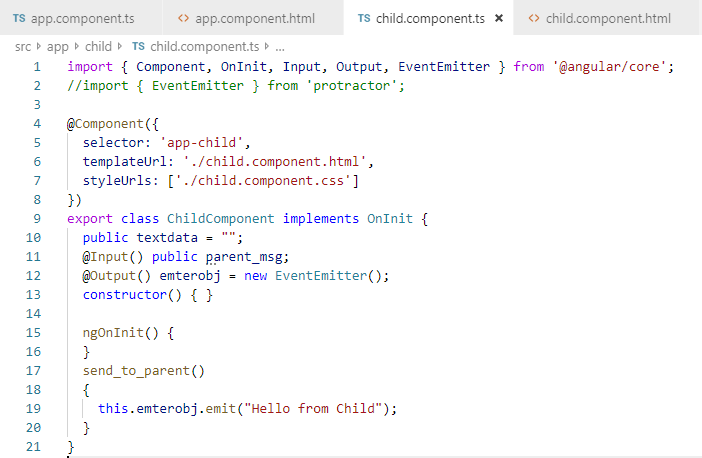 TS app.component.ts <> app.component.html TS child.component.ts × <> child.component.html
src > app > child > TS child.component.ts > ...
1 import { Component, OnInit, Input, Output, EventEmitter } from '@angular/core';
2 //import { EventEmitter } from 'protractor';
3
4 @Component({
5   selector: 'app-child',
6   templateUrl: './child.component.html',
7   styleUrls: ['./child.component.css']
8 })
9 export class ChildComponent implements OnInit {
10   public textdata = "";
11   @Input() public parent_msg;
12   @Output() emterobj = new EventEmitter();
13   constructor() { }
14
15   ngOnInit() {
16   }
17   send_to_parent()
18   {
19     this.emterobj.emit("Hello from Child");
20   }
21 }